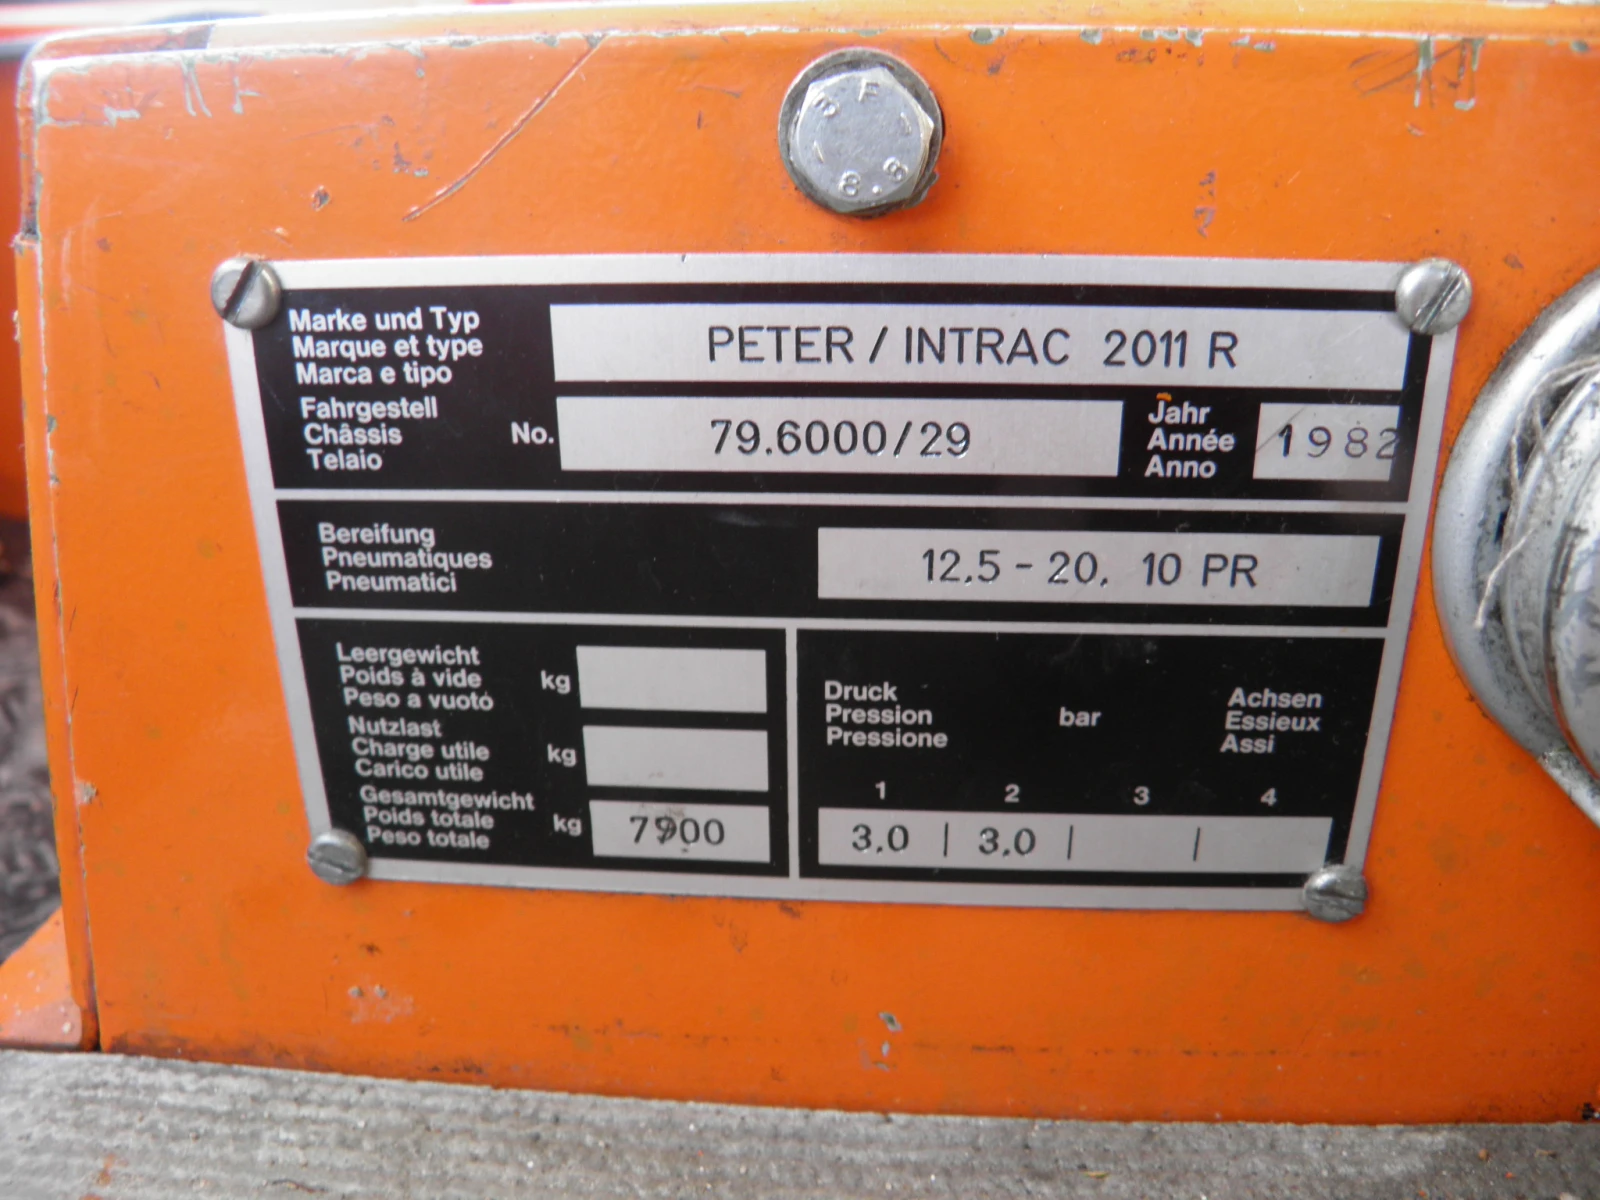 3 F
8.8
Marke und Typ
Marque et type
Marca e tipo
PETER / INTRAC 2011 R
Fahrgestell
Châssis
Telaio
No.
79.6000/29
Jahr
Année
Anno
1982
Bereifung
Pneumatiques
Pneumatici
12.5 - 20. 10 PR
Leergewicht
Poids à vide
Peso a vuoto
kg
Nutzlast
Charge utile
Carico utile
kg
Gesamtgewicht
Poids totale
Peso totale
kg
7900
Druck
Pression
Pressione
bar
Achsen
Essieux
Assi
1 2 3 4
3.0 | 3.0 | |